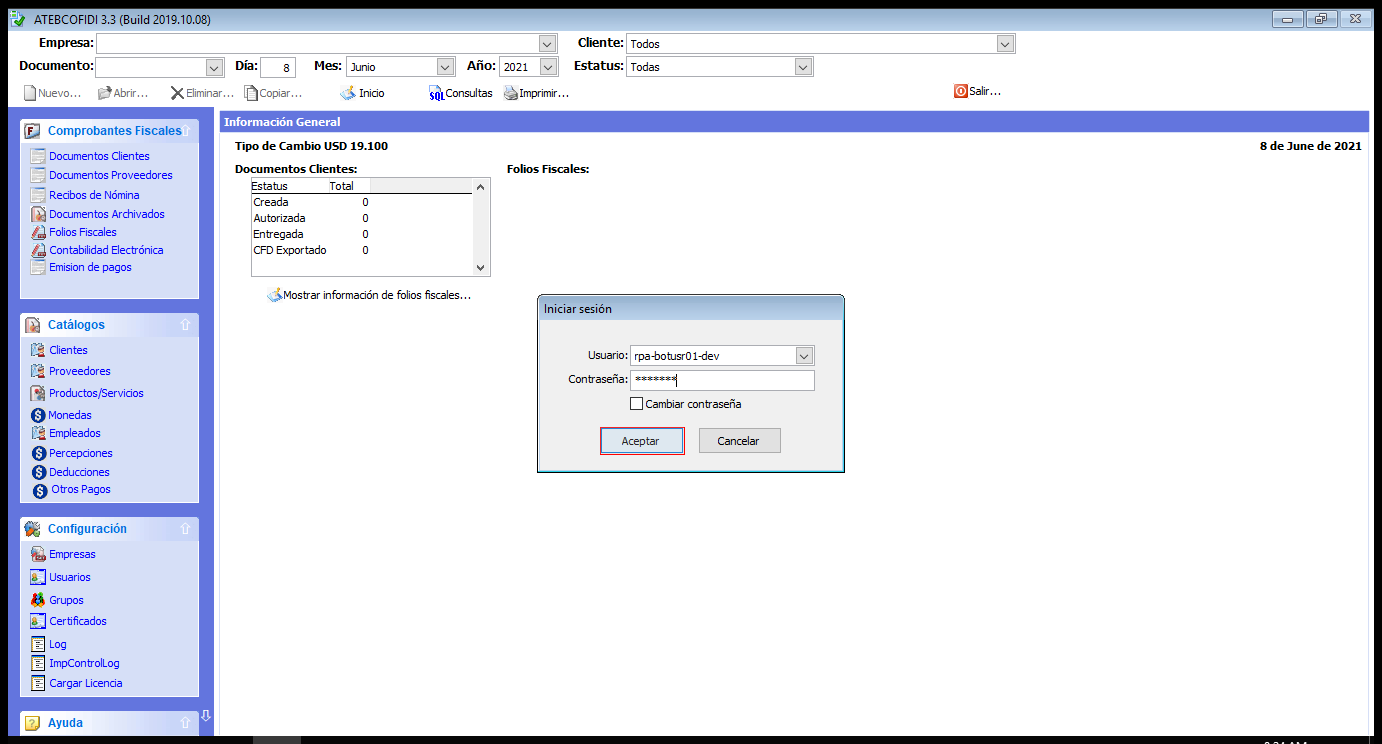 ATEBCOFIDI 3.3 (Build 2019.10.08)
Empresa: Cliente: Todos
Documento: Día: 8 Mes: Junio Año: 2021 Estatus: Todas
Nuevo... Abrir... Eliminar... Copiar... Inicio SQL Consultas Imprimir... Salir...
Comprobantes Fiscales
Documentos Clientes
Documentos Proveedores
Recibos de Nómina
Documentos Archivados
Folios Fiscales
Contabilidad Electrónica
Emision de pagos
Catálogos
Clientes
Proveedores
Productos/Servicios
Monedas
Empleados
Percepciones
Deducciones
Otros Pagos
Configuración
Empresas
Usuarios
Grupos
Certificados
Log
ImpControlLog
Cargar Licencia
Ayuda
Información General
Tipo de Cambio USD 19.100 8 de June de 2021
Documentos Clientes: Folios Fiscales:
Estatus Total
Creada 0
Autorizada 0
Entregada 0
CFD Exportado 0
Mostrar información de folios fiscales...
Iniciar sesión
Usuario: rpa-botusr01-dev
Contraseña: *******
Cambiar contraseña
Aceptar Cancelar